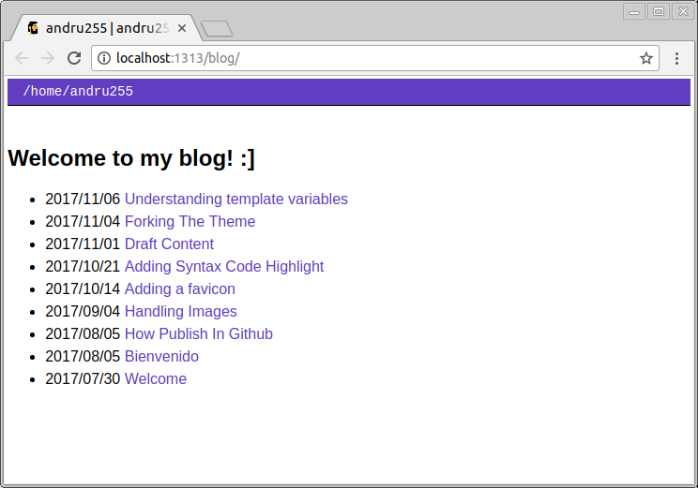 andru255 | andru25
localhost:1313/blog/
/home/andru255
Welcome to my blog! :]
2017/11/06 Understanding template variables
2017/11/04 Forking The Theme
2017/11/01 Draft Content
2017/10/21 Adding Syntax Code Highlight
2017/10/14 Adding a favicon
2017/09/04 Handling Images
2017/08/05 How Publish In Github
2017/08/05 Bienvenido
2017/07/30 Welcome